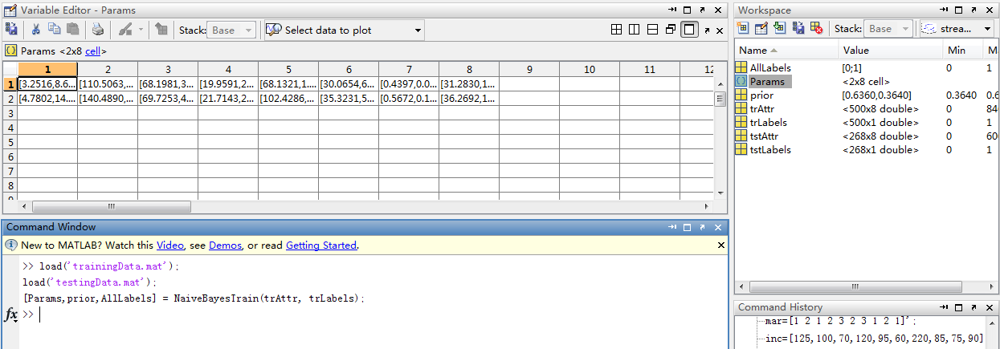 Variable Editor - Params
Stack: Base Select data to plot
Params <2x8 cell>
1 2 3 4 5 6 7 8 9 10 11 12
1 [3.2516,8.6... [110.5063,... [68.1981,3... [19.9591,2... [68.1321,1.... [30.0654,6... [0.4397,0.0... [31.2830,1...
2 [4.7802,14.... [140.4890,... [69.7253,4... [21.7143,2... [102.4286,... [35.3231,5... [0.5672,0.1... [36.2692,1...
3
4
5
6
7
8
9
Command Window
New to MATLAB? Watch this Video, see Demos, or read Getting Started.
>> load('trainingData.mat');
load('testingData.mat');
[Params,prior,AllLabels] = NaiveBayesTrain(trAttr, trLabels);
fx >>
Workspace
Stack: Base strea...
Name Value Min Ma
AllLabels [0;1] 0 1
Params <2x8 cell>
prior [0.6360,0.3640] 0.3640 0.6
trAttr <500x8 double> 0 84
trLabels <500x1 double> 0 1
tstAttr <268x8 double> 0 60
tstLabels <268x1 double> 0 1
Command History
mar=[1 2 1 2 3 2 3 1 2 1]';
inc=[125,100,70,120,95,60,220,85,75,90]